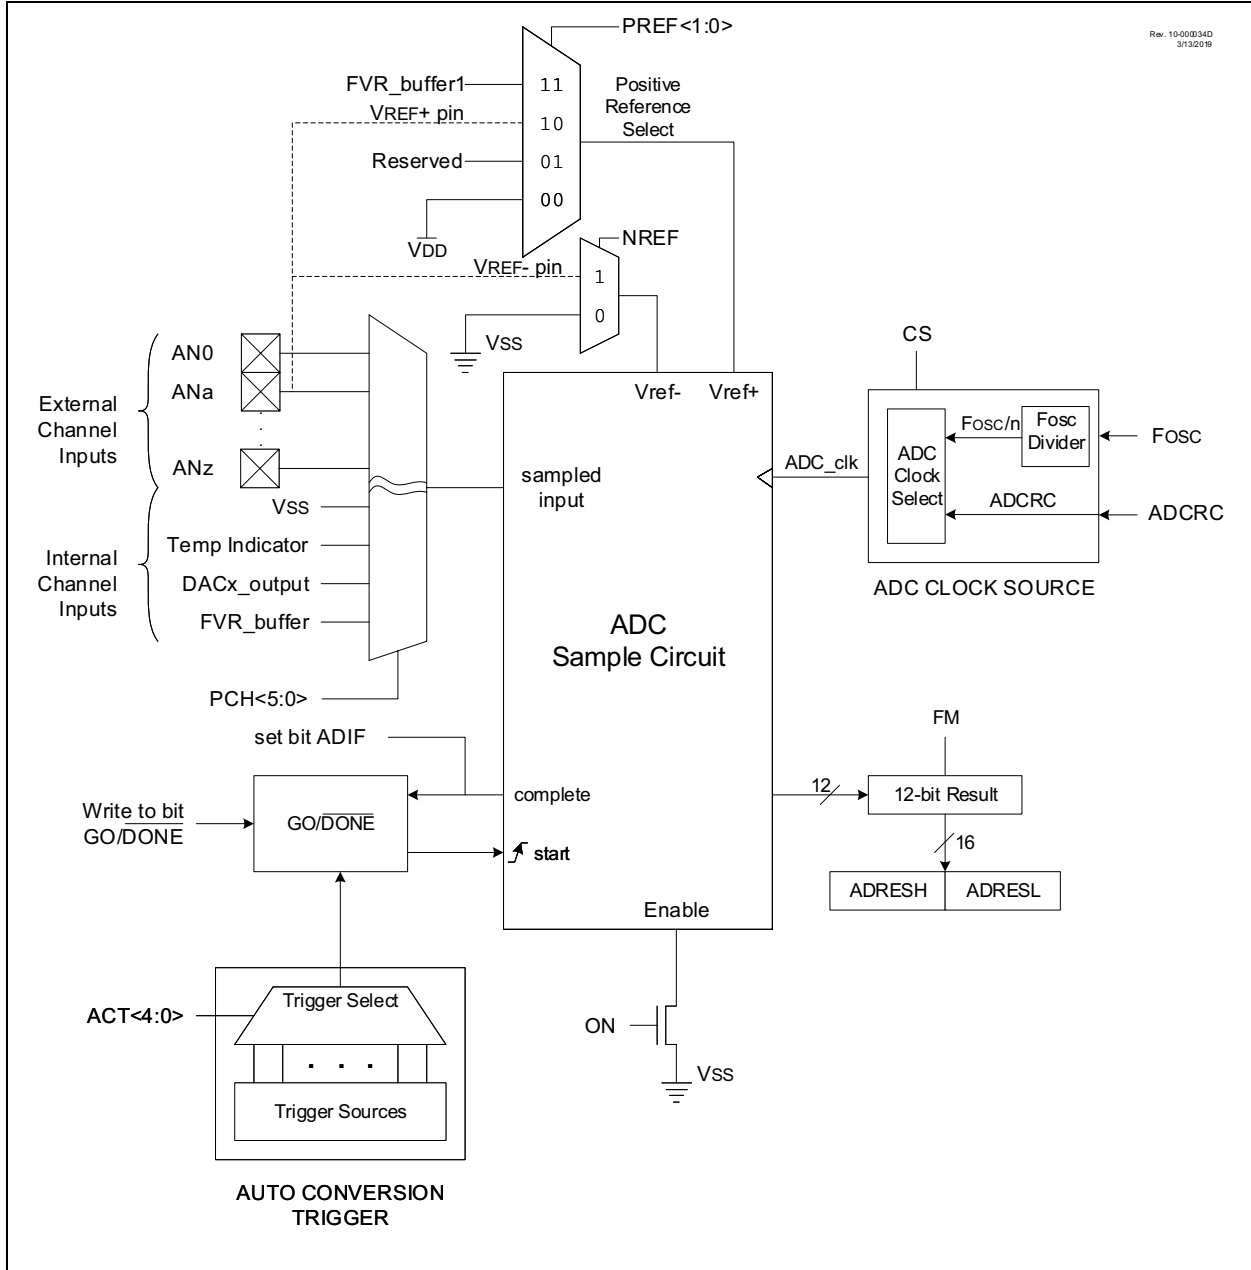 PREF<1:0>
Rev. 10-000034D
3/13/2019
FVR_buffer1
11
Positive
Reference
Select
VREF+ pin
10
Reserved
01
00
VDD
NREF
VREF- pin
1
0
VSS
External
Channel
Inputs
AN0
ANa
ANz
Internal
Channel
Inputs
VSS
Temp Indicator
DACx_output
FVR_buffer
PCH<5:0>
Vref-
Vref+
sampled
input
ADC
Sample Circuit
ADC_clk
CS
ADC
Clock
Select
FOSC/n
Fosc
Divider
FOSC
ADCRC
ADCRC
ADC CLOCK SOURCE
set bit ADIF
complete
Write to bit
GO/DONE
GO/DONE
start
Enable
FM
12
12-bit Result
16
ADRESH
ADRESL
ACT<4:0>
Trigger Select
. . .
Trigger Sources
AUTO CONVERSION
TRIGGER
ON
VSS